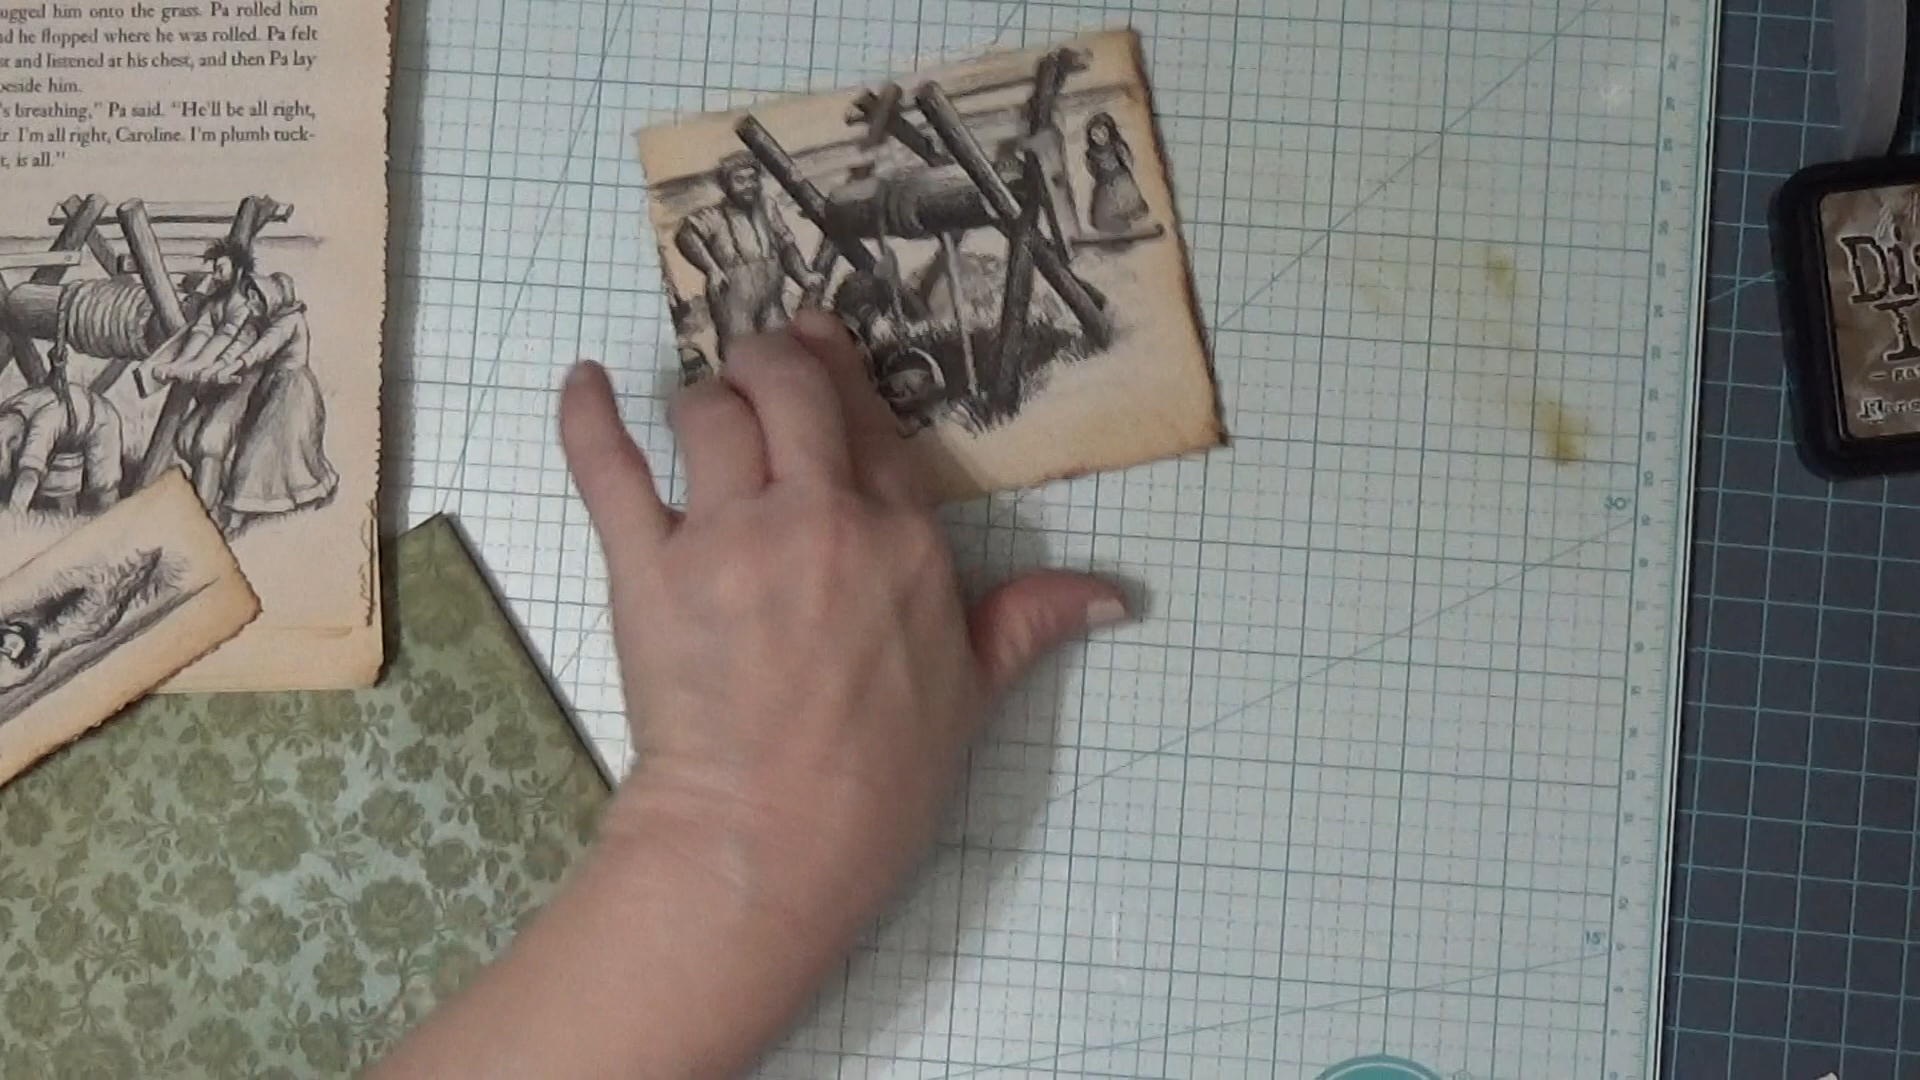 ugged him onto the grass. Pa rolled him
d he flopped where he was rolled. Pa felt
and listened at his chest, and then Pa lay
beside him.
's breathing," Pa said. "He'll be all right,
I'm all right, Caroline. I'm plumb tuck-
is all."
Dis
30°
15°